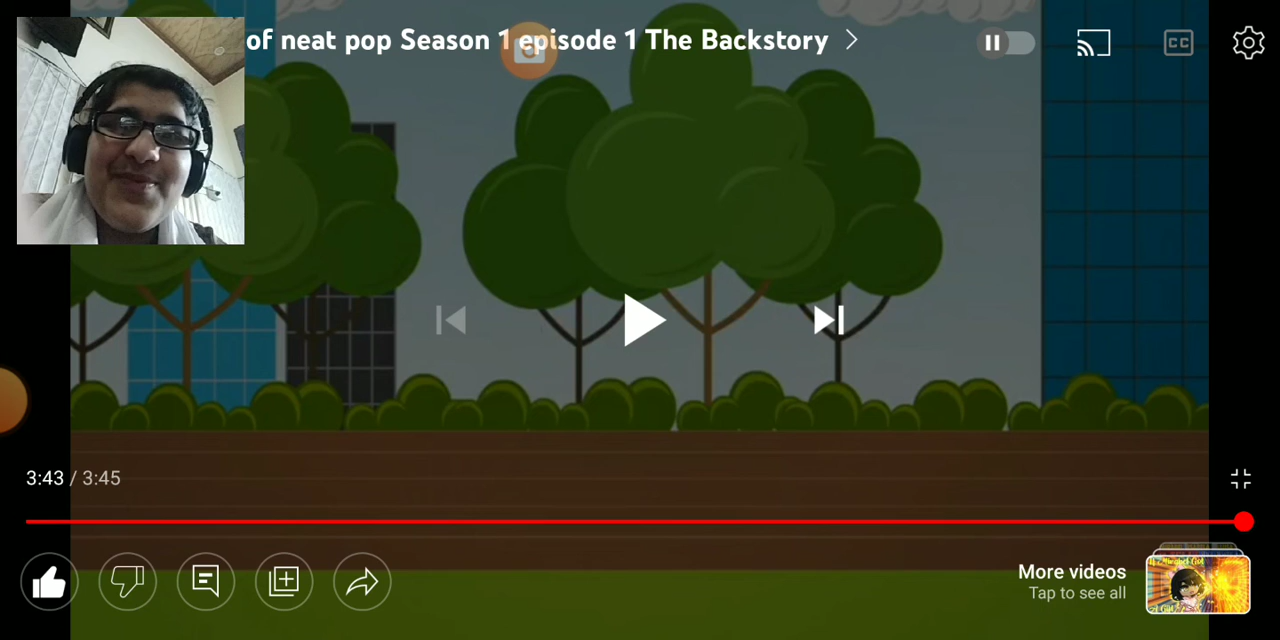 of neat pop Season 1 episode 1 The Backstory
CC
3:43 / 3:45
More videos
Tap to see all